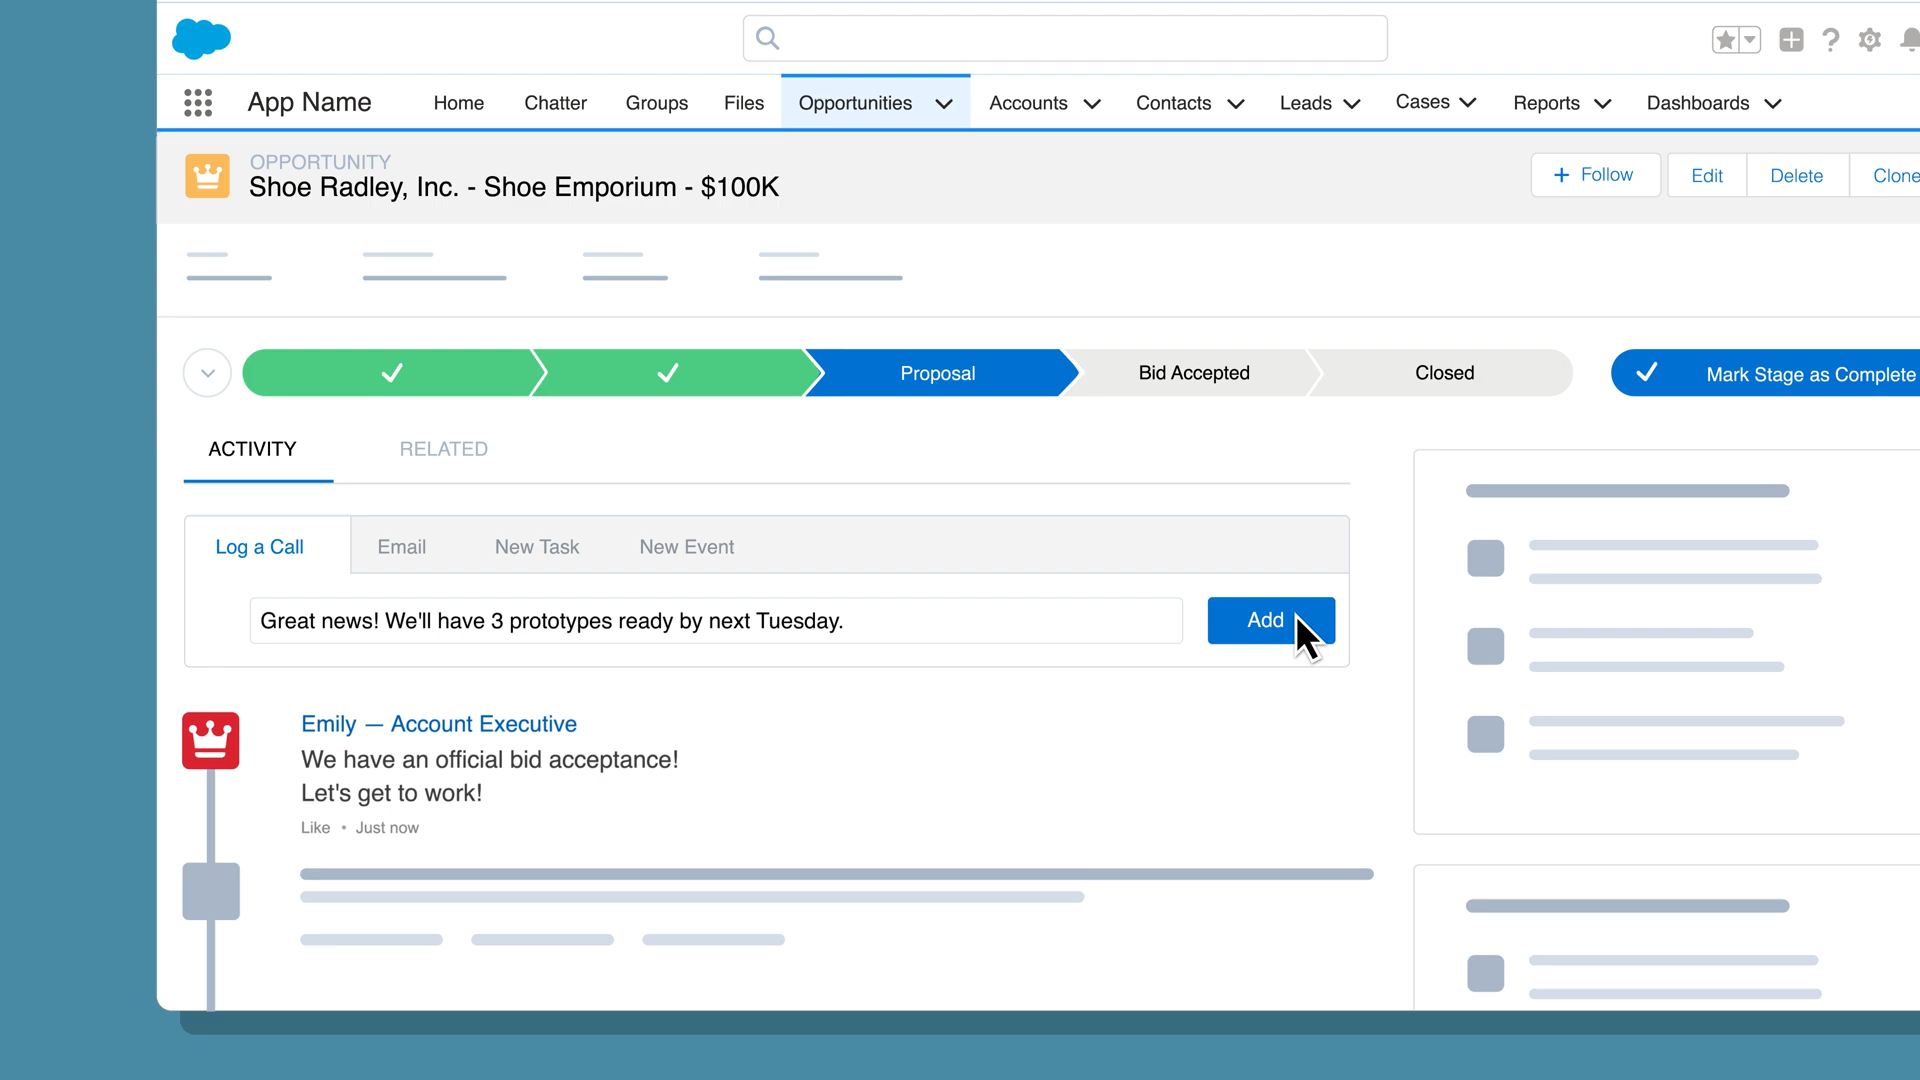 App Name
Home
Chatter
Groups
Files
Opportunities
Accounts
Contacts
Leads
Cases
Reports
Dashboards
OPPORTUNITY
Shoe Radley, Inc. - Shoe Emporium - $100K
+ Follow
Edit
Delete
Clone
Proposal
Bid Accepted
Closed
Mark Stage as Complete
ACTIVITY
RELATED
Log a Call
Email
New Task
New Event
Great news! We'll have 3 prototypes ready by next Tuesday.
Add
Emily — Account Executive
We have an official bid acceptance!
Let's get to work!
Like • Just now